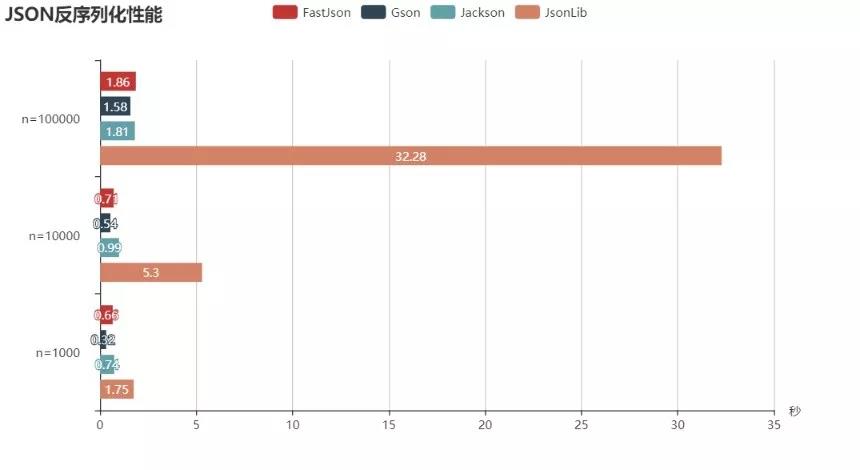 JSON反序列化性能
FastJson Gson Jackson JsonLib
n=100000
1.86
1.58
1.81
32.28
n=10000
0.71
0.54
0.99
5.3
n=1000
0.66
0.32
0.74
1.75
0 5 10 15 20 25 30 35 秒